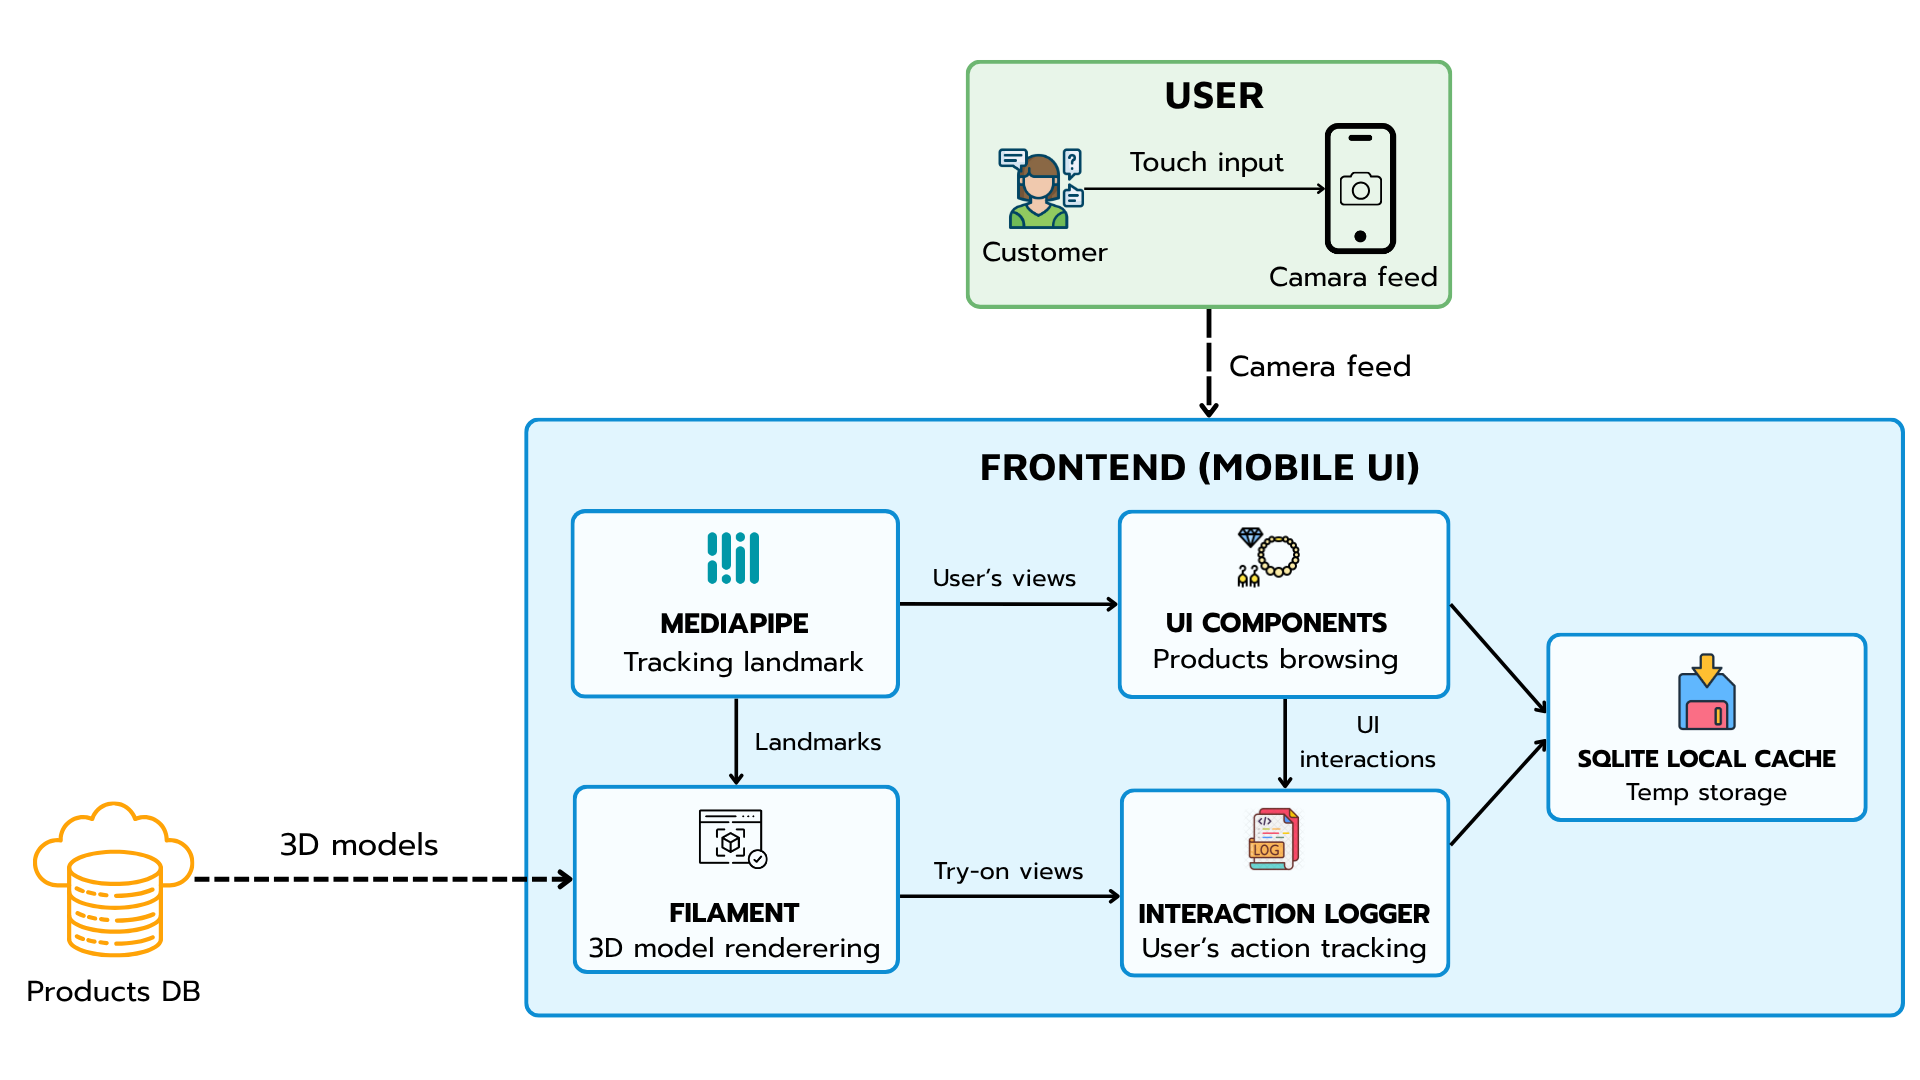 USER
Touch input
Customer
Camara feed
Camera feed
FRONTEND (MOBILE UI)
MEDIAPIPE
Tracking landmark
User's views
UI COMPONENTS
Products browsing
Landmarks
UI
interactions
SQLITE LOCAL CACHE
Temp storage
3D models
Products DB
FILAMENT
3D model renderering
Try-on views
</>
LOG
INTERACTION LOGGER
User's action tracking